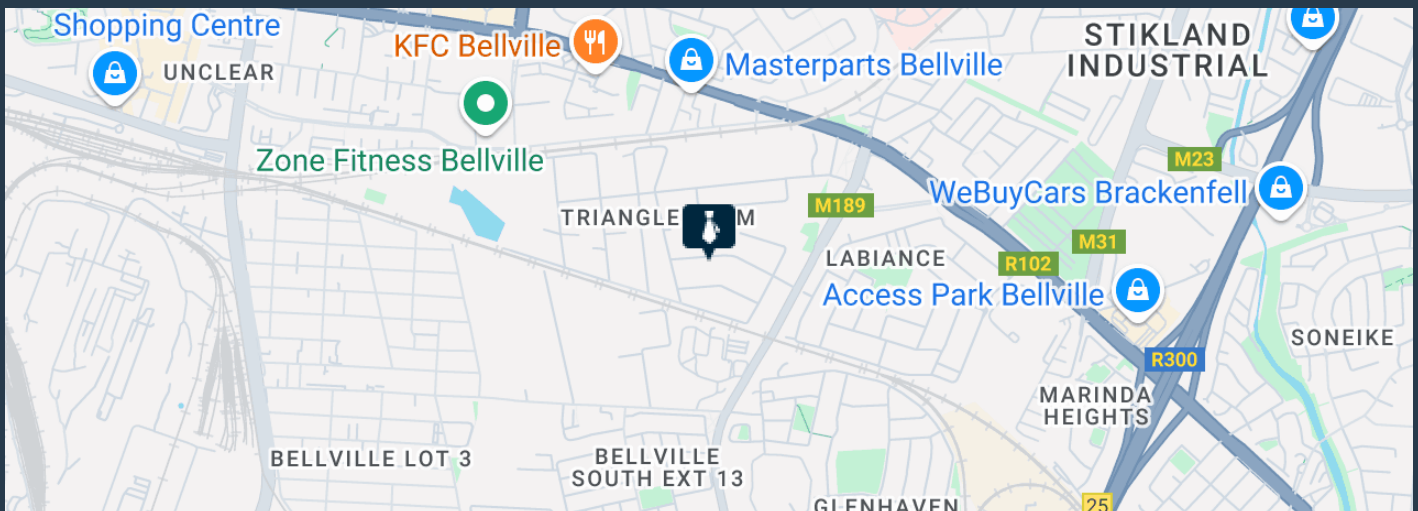 Shopping Centre
KFC Bellville
UNCLEAR
Masterparts Bellville
STIKLAND
INDUSTRIAL
Zone Fitness Bellville
M23
WeBuyCars Brackenfell
TRIANGLE
M
M189
M31
LABIANCE
R102
Access Park Bellville
SONEIKE
R300
MARINDA
HEIGHTS
BELLVILLE LOT 3
BELLVILLE
SOUTH EXT 13
GLENHAVEN
25